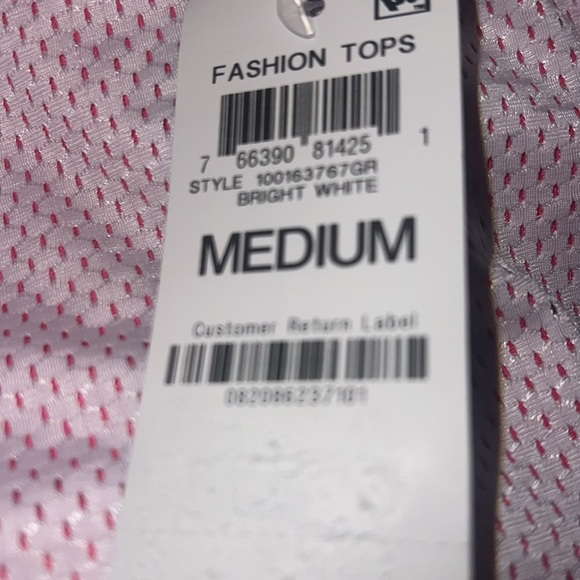 FASHION TOPS
7 66390 81425 1
STYLE 100163767GR
BRIGHT WHITE
MEDIUM
Customer Return Label